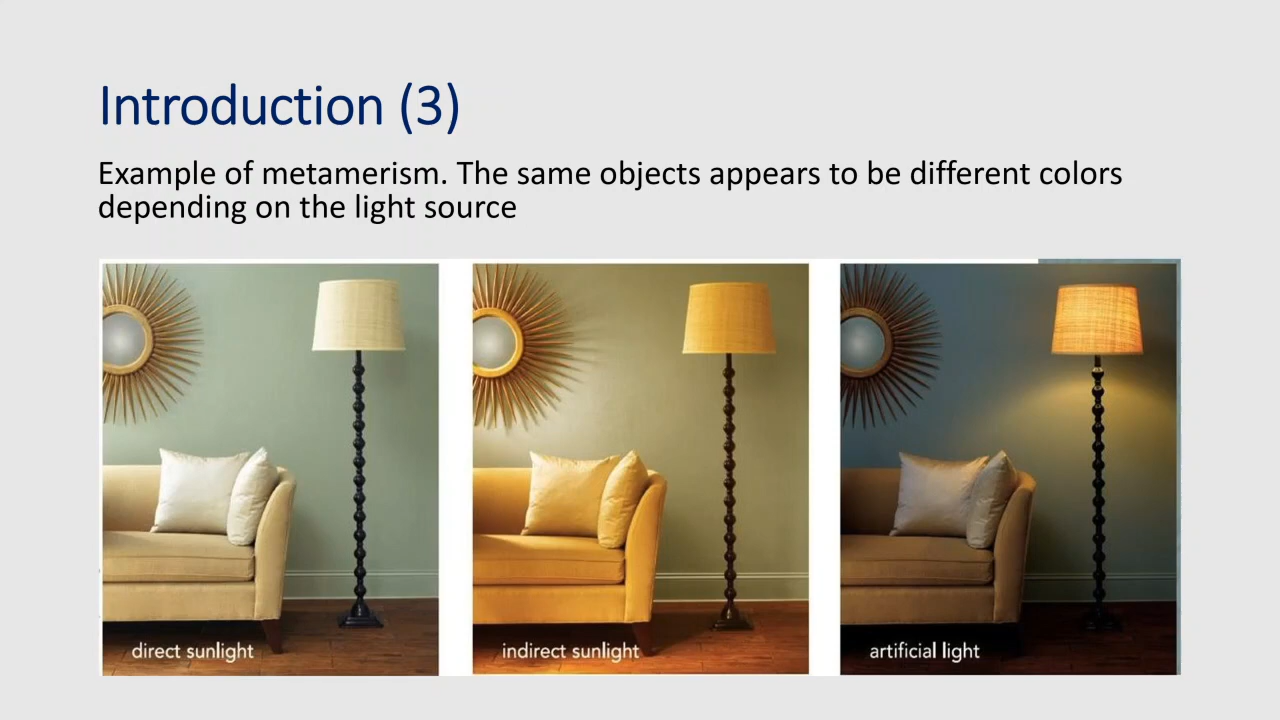 Introduction (3)
Example of metamerism. The same objects appears to be different colors
depending on the light source
direct sunlight
indirect sunlight
artificial light